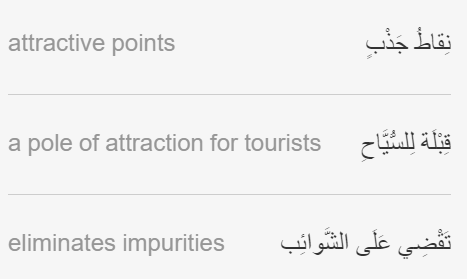 attractive points نِقاطُ جَذْبٍ
a pole of attraction for tourists قِبْلَة لِلسُّيَّاحِ
eliminates impurities تَقْضِي عَلَى الشَّوائِب